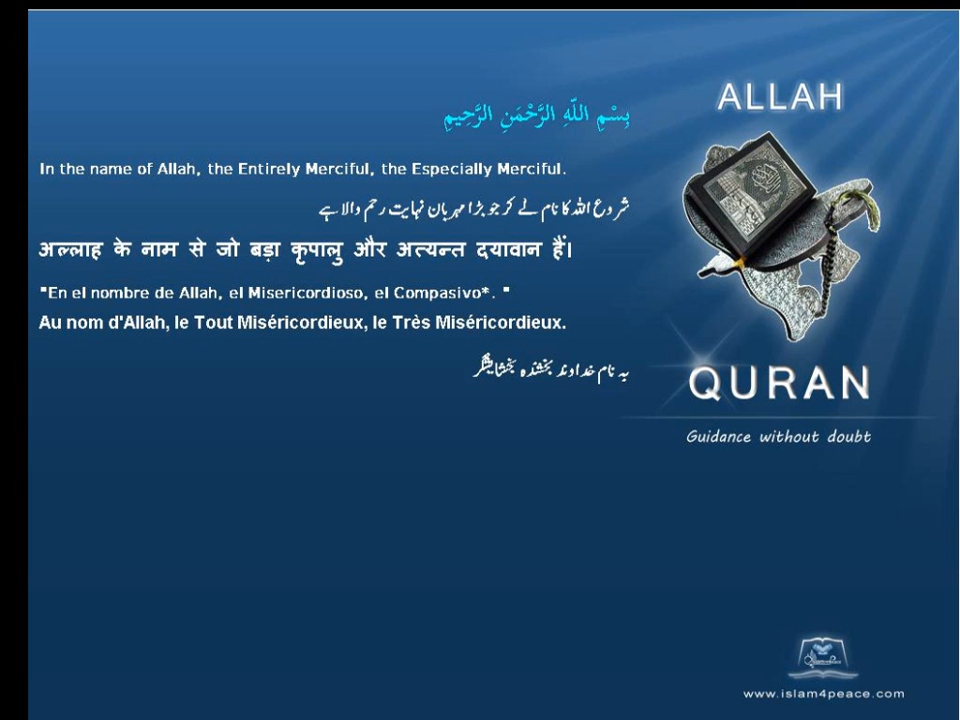 بِسْمِ اللّهِ الرَّحْمَنِ الرَّحِيمِ
In the name of Allah, the Entirely Merciful, the Especially Merciful.
شروع الله کا نام لے کر جو بڑا مہربان نہایت رحم والا ہے
अल्लाह के नाम से जो बड़ा कृपालु और अत्यन्त दयावान हैं।
"En el nombre de Allah, el Misericordioso, el Compasivo*. "
Au nom d'Allah, le Tout Miséricordieux, le Très Miséricordieux.
به نام خداوند بخشنده بخشایشگر
ALLAH
QURAN
Guidance without doubt
www.islam4peace.com